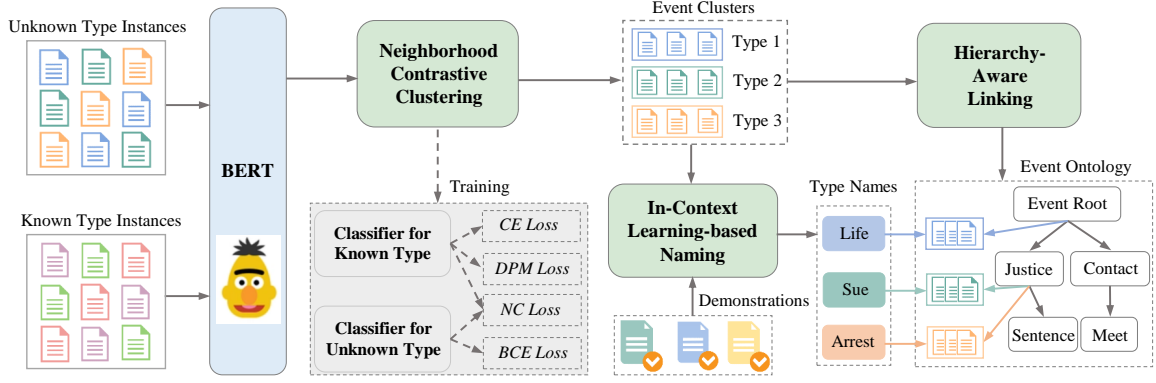 Unknown Type Instances
Known Type Instances
BERT
Neighborhood
Contrastive
Clustering
Training
Classifier for
Known Type
Classifier for
Unknown Type
CE Loss
DPM Loss
NC Loss
BCE Loss
Event Clusters
Type 1
Type 2
Type 3
In-Context
Learning-based
Naming
Demonstrations
Hierarchy-
Aware
Linking
Type Names
Life
Sue
Arrest
Event Ontology
Event Root
Justice
Contact
Sentence
Meet